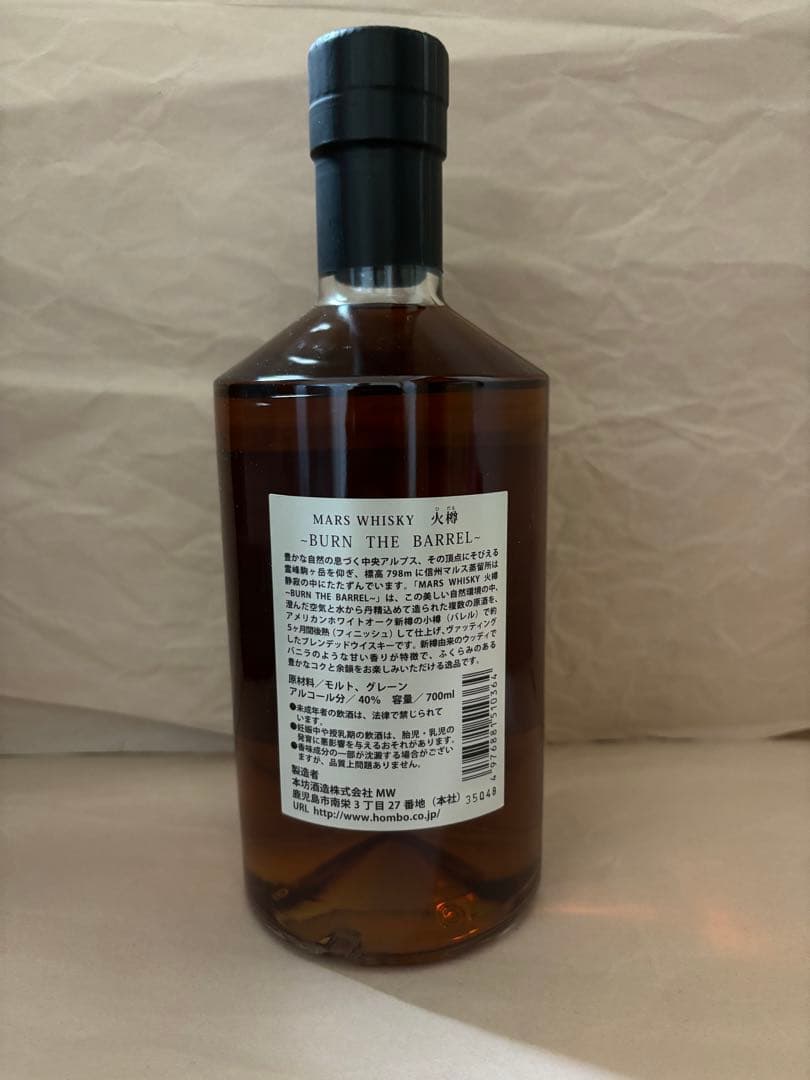 MARS WHISKY 火樽
~BURN THE BARREL~
豊かな自然の息づく中央アルプス、その頂点にそびえる
霊峰駒ヶ岳を仰ぎ、標高798mに信州マルス蒸留所は
静寂の中にたたずんでいます。「MARS WHISKY 火樽
~BURN THE BARREL~」は、この美しい自然環境の中、
澄んだ空気と水から丹精込めて造られた複数の原酒を、
アメリカンホワイトオーク新樽の小樽（バレル）で約
5ヶ月間後熟（フィニッシュ）して仕上げ、ヴァッティング
したブレンデッドウイスキーです。新樽由来のウッディで、
バニラのような甘い香りが特徴で、ふくらみのある
豊かなコクと余韻をお楽しみいただける逸品です。
原材料／モルト、グレーン
アルコール分／40% 容量／700ml
●未成年者の飲酒は、法律で禁じられて
います。
●妊娠中や授乳期の飲酒は、胎児・乳児の
発育に悪影響を与えるおそれがあります。
●香味成分の一部が沈澱する場合がござい
ますが、品質上問題ありません。
製造者
本坊酒造株式会社 MW
鹿児島市南栄3丁目27番地（本社）
URL http://www.hombo.co.jp/
4976881510364
35048